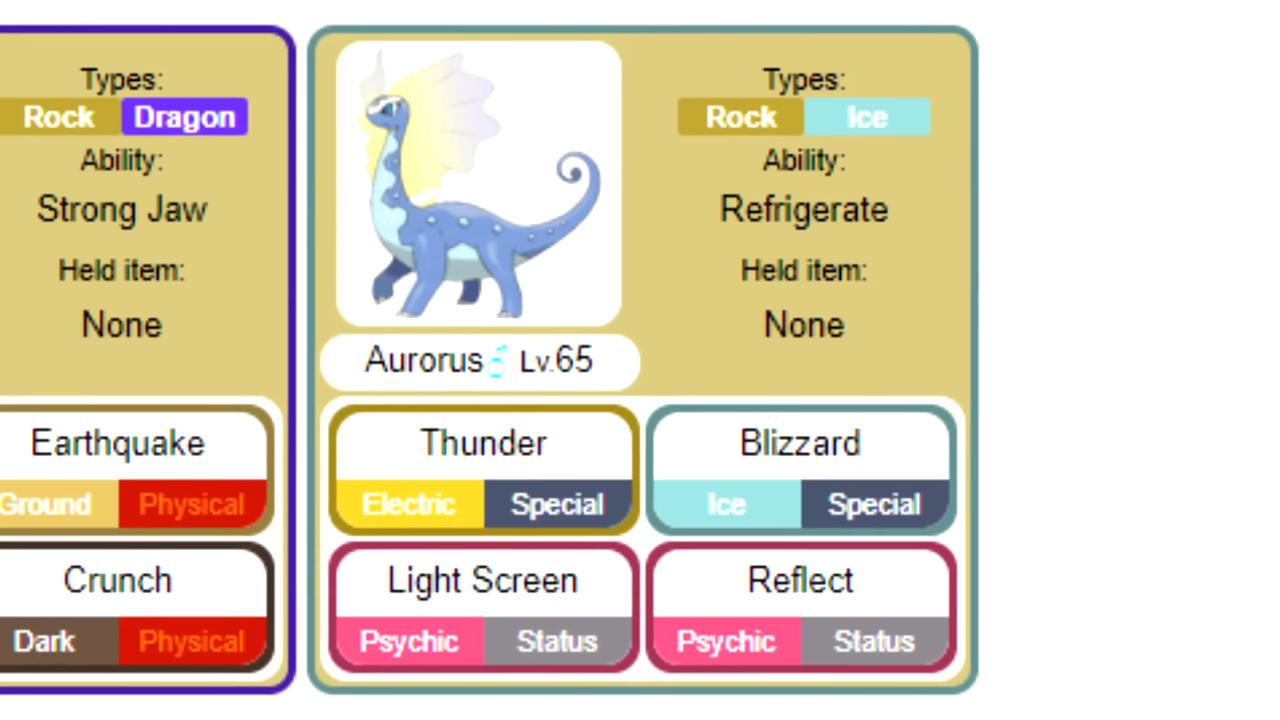 Types:
Rock Dragon
Ability:
Strong Jaw
Held item:
None
Earthquake
Ground Physical
Crunch
Dark Physical
Types:
Rock Ice
Ability:
Refrigerate
Held item:
None
Aurorus♂ Lv.65
Thunder
Electric Special
Blizzard
Ice Special
Light Screen
Psychic Status
Reflect
Psychic Status